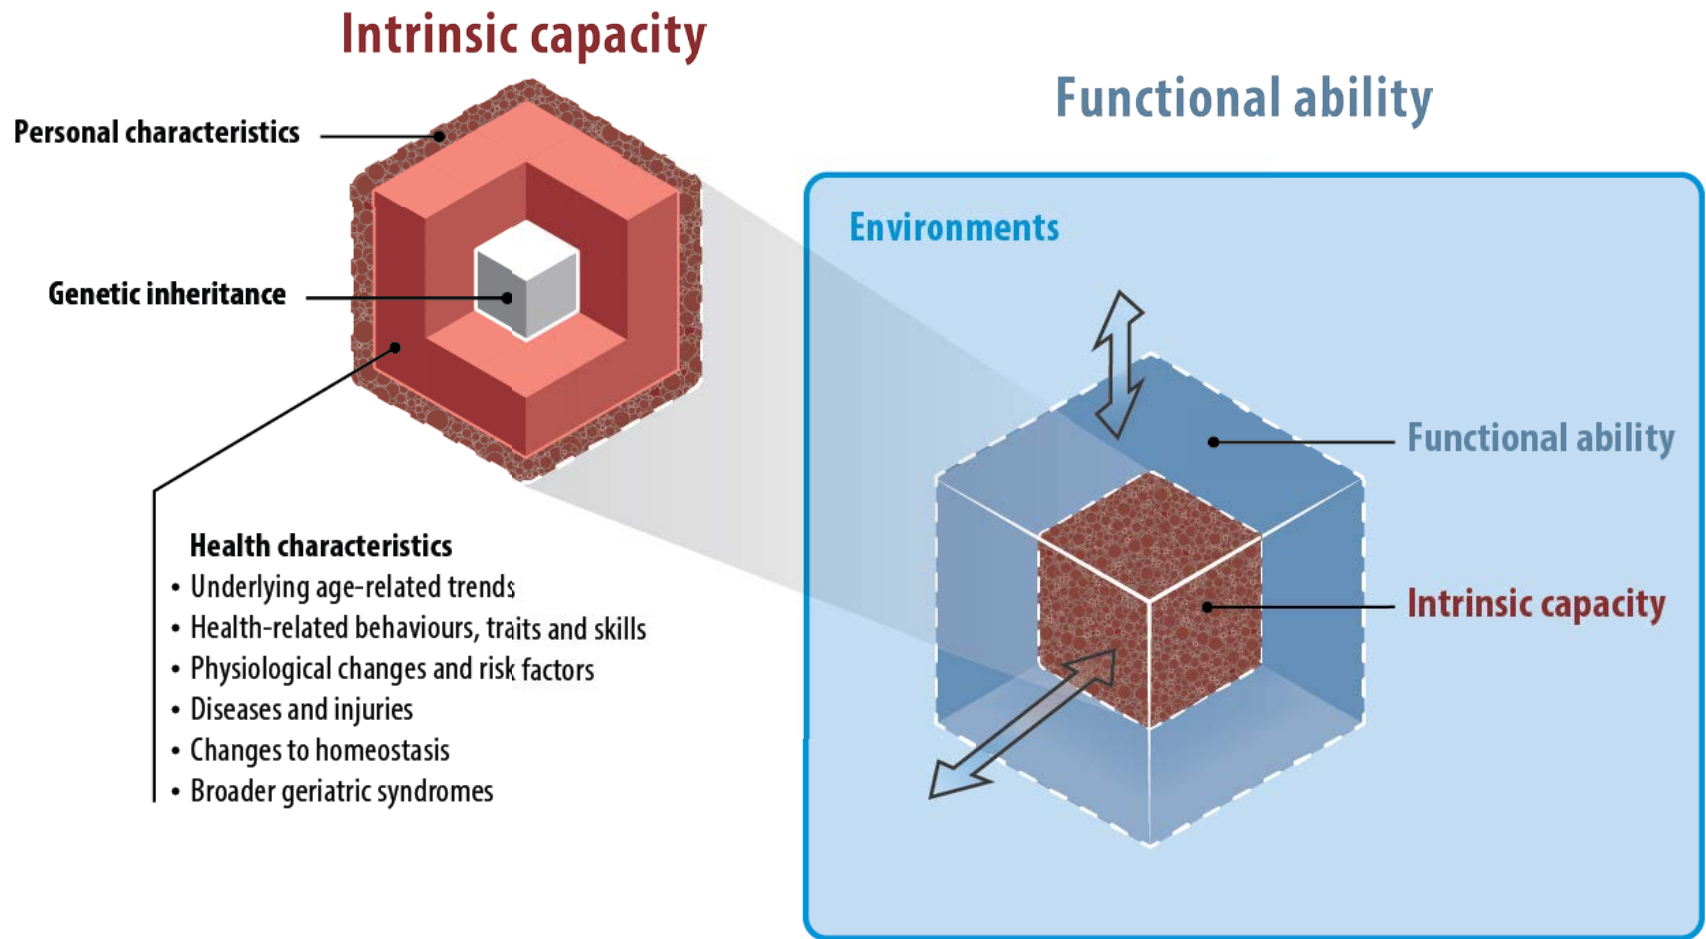 Intrinsic capacity
Personal characteristics
Genetic inheritance
Health characteristics
• Underlying age-related trends
• Health-related behaviours, traits and skills
• Physiological changes and risk factors
• Diseases and injuries
• Changes to homeostasis
• Broader geriatric syndromes
Functional ability
Environments
Functional ability
Intrinsic capacity